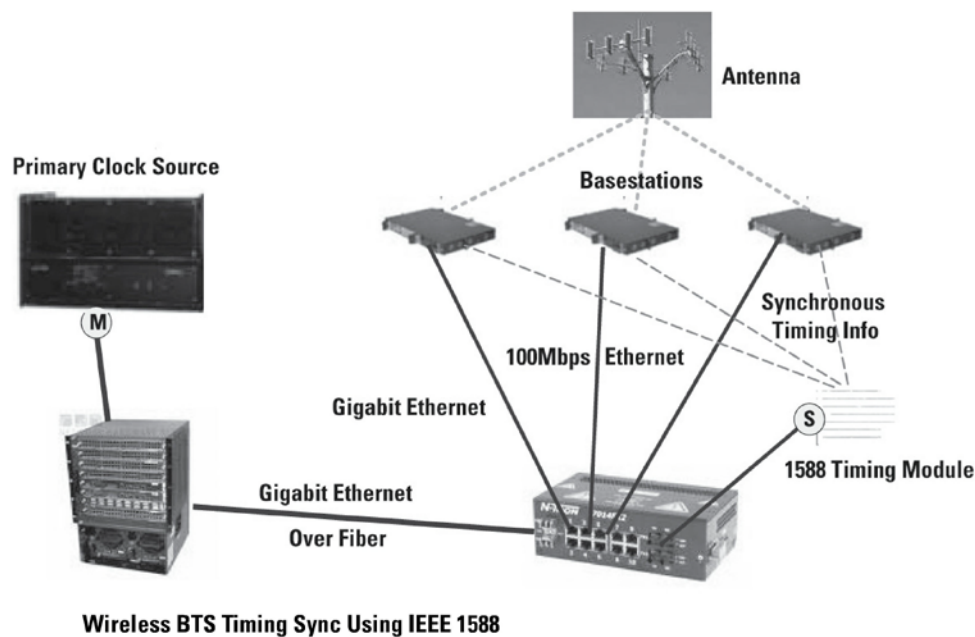 Antenna
Primary Clock Source
Basestations
M
Synchronous
Timing Info
100Mbps Ethernet
Gigabit Ethernet
S
1588 Timing Module
Gigabit Ethernet
Over Fiber
N-TRON
Wireless BTS Timing Sync Using IEEE 1588